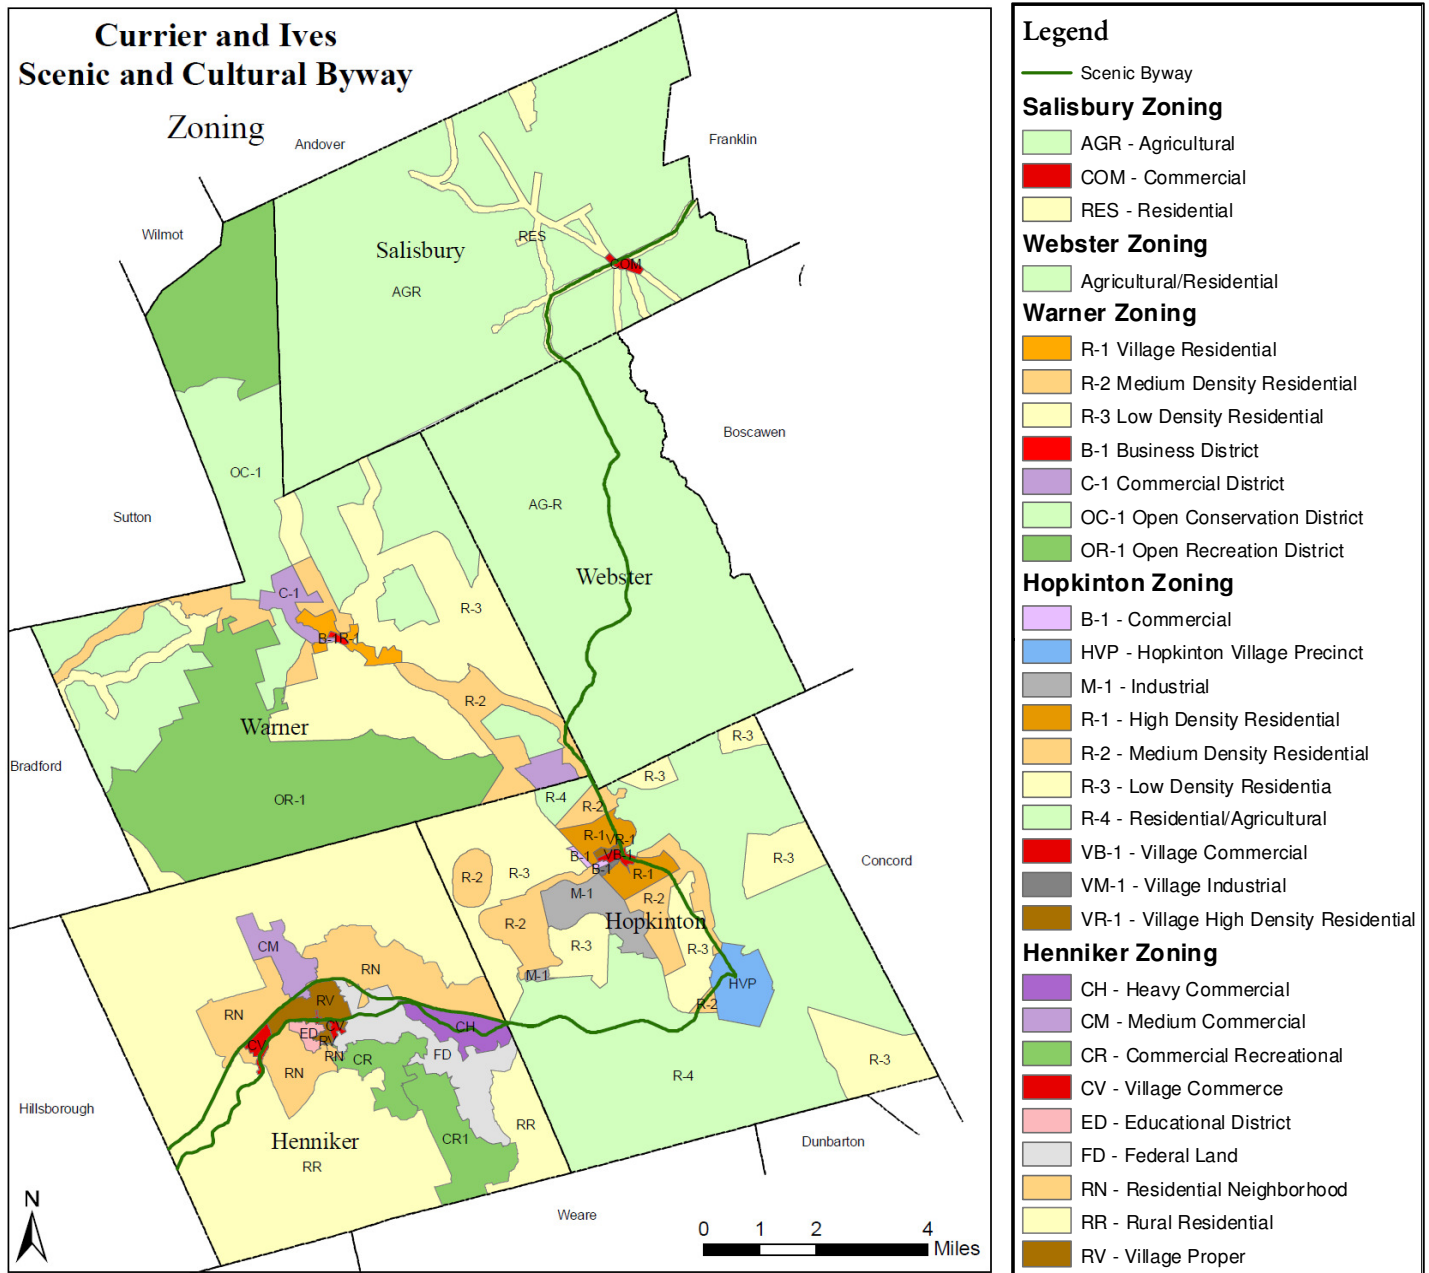 Currier and Ives
Scenic and Cultural Byway
Zoning
Andover
Franklin
Wilmot
RES
Salisbury
COM
AGR
Boscawen
OC-1
AG-R
Sutton
Webster
C-1
R-3
B-1
R-1
R-2
Warner
R-3
Bradford
R-3
OR-1
R-4
R-2
R-1
VR-1
B-1
VB-1
R-3
Concord
B-1
R-1
R-2
R-3
M-1
R-2
R-2
Hopkinton
R-3
R-3
CM
RN
M-1
HVP
RV
R-2
RN
CH
CV
ED
RV
CV
RN
CR
FD
RN
R-3
R-4
Hillsborough
RR
Henniker
CR1
Dunbarton
RR
N
Weare
0 1 2 4
Miles
Legend
Scenic Byway
Salisbury Zoning
AGR - Agricultural
COM - Commercial
RES - Residential
Webster Zoning
Agricultural/Residential
Warner Zoning
R-1 Village Residential
R-2 Medium Density Residential
R-3 Low Density Residential
B-1 Business District
C-1 Commercial District
OC-1 Open Conservation District
OR-1 Open Recreation District
Hopkinton Zoning
B-1 - Commercial
HVP - Hopkinton Village Precinct
M-1 - Industrial
R-1 - High Density Residential
R-2 - Medium Density Residential
R-3 - Low Density Residentia
R-4 - Residential/Agricultural
VB-1 - Village Commercial
VM-1 - Village Industrial
VR-1 - Village High Density Residential
Henniker Zoning
CH - Heavy Commercial
CM - Medium Commercial
CR - Commercial Recreational
CV - Village Commerce
ED - Educational District
FD - Federal Land
RN - Residential Neighborhood
RR - Rural Residential
RV - Village Proper